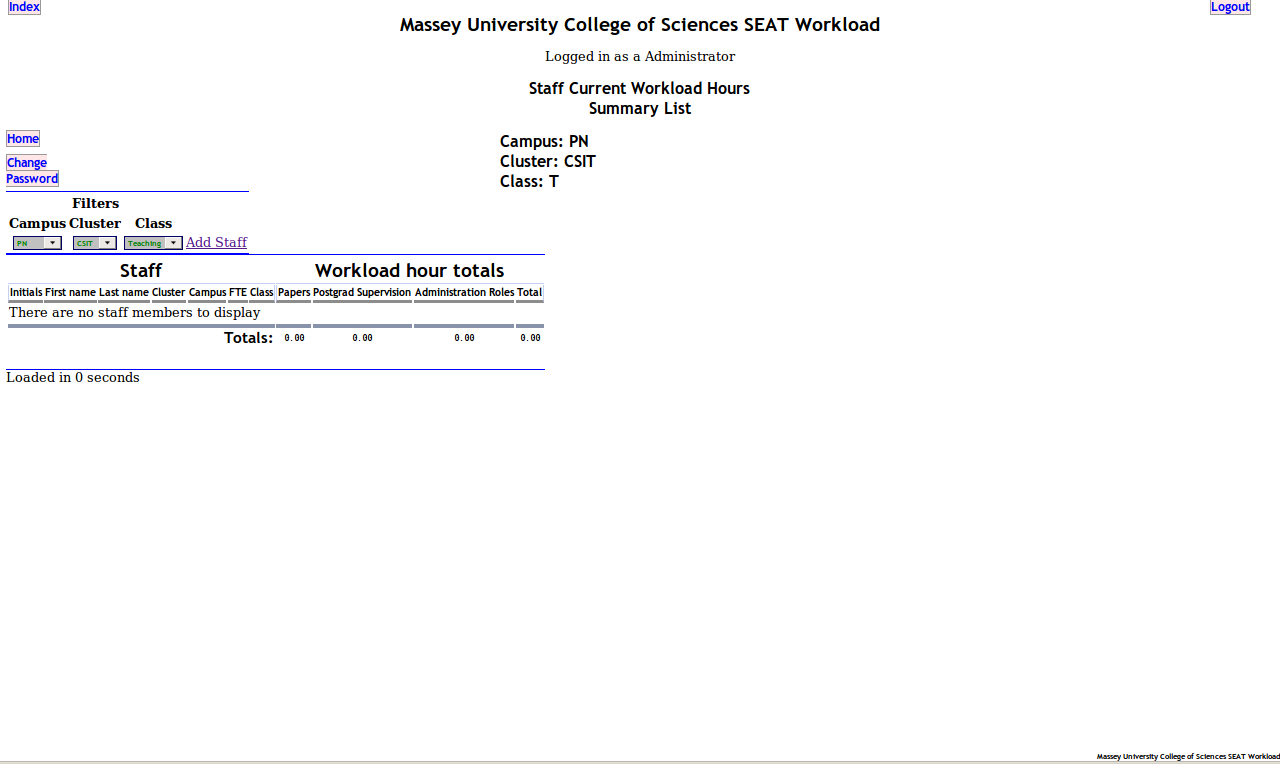 Index
Logout
Massey University College of Sciences SEAT Workload
Logged in as a Administrator
Staff Current Workload Hours
Summary List
Home
Change
Password
Campus: PN
Cluster: CSIT
Class: T
Filters
Campus Cluster Class
PN CSIT Teaching Add Staff
Staff Workload hour totals
Initials First name Last name Cluster Campus FTE Class Papers Postgrad Supervision Administration Roles Total
There are no staff members to display
Totals: 0.00 0.00 0.00 0.00
Loaded in 0 seconds
Massey University College of Sciences SEAT Workload